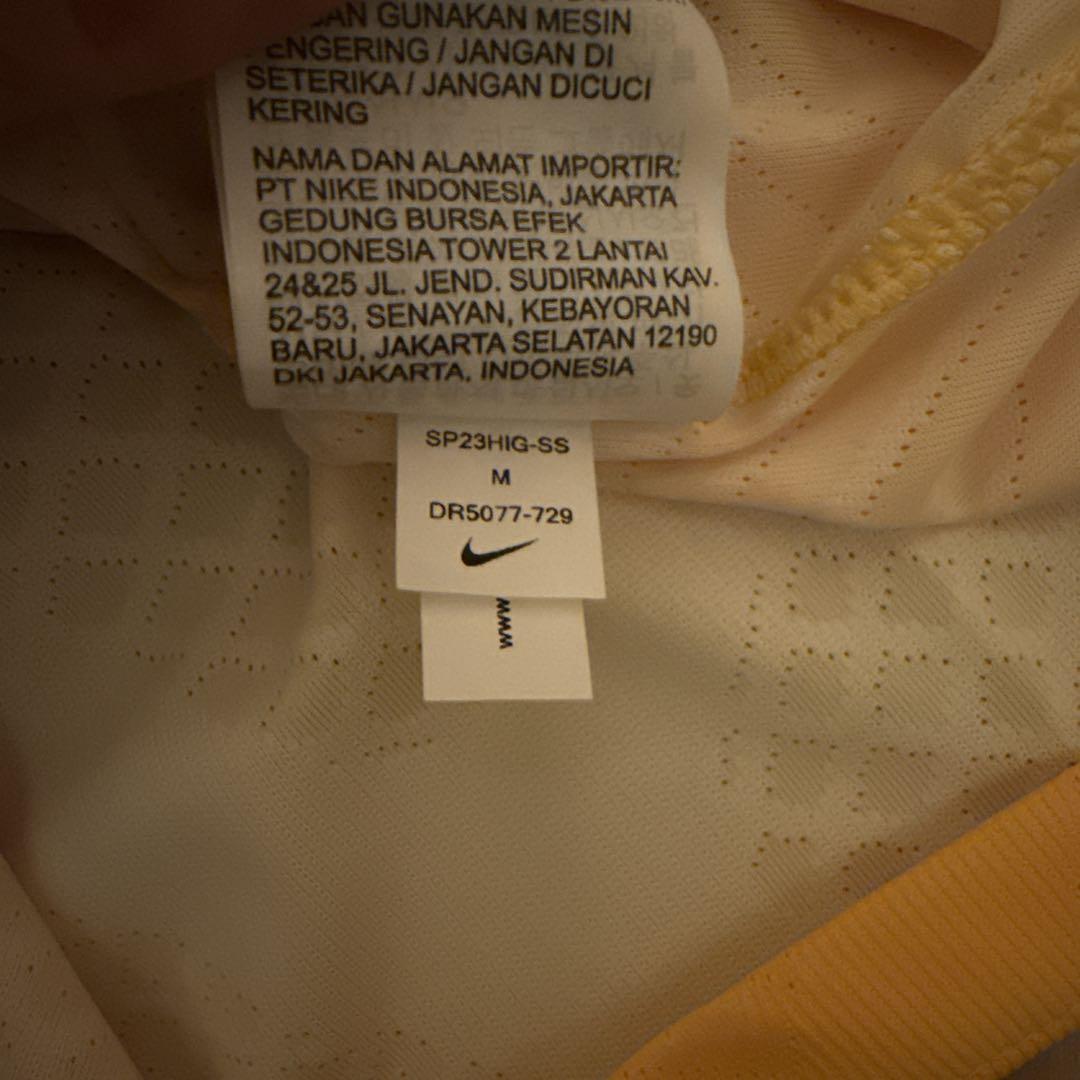 GUNAKAN MESIN
PENGERING / JANGAN DI
SETERIKA / JANGAN DICUCI
KERING
NAMA DAN ALAMAT IMPORTIR:
PT NIKE INDONESIA, JAKARTA
GEDUNG BURSA EFEK
INDONESIA TOWER 2 LANTAI
24&25 JL. JEND. SUDIRMAN KAV.
52-53, SENAYAN, KEBAYORAN
BARU, JAKARTA SELATAN 12190
DKI JAKARTA, INDONESIA
SP23HIG-SS
M
DR5077-729
www